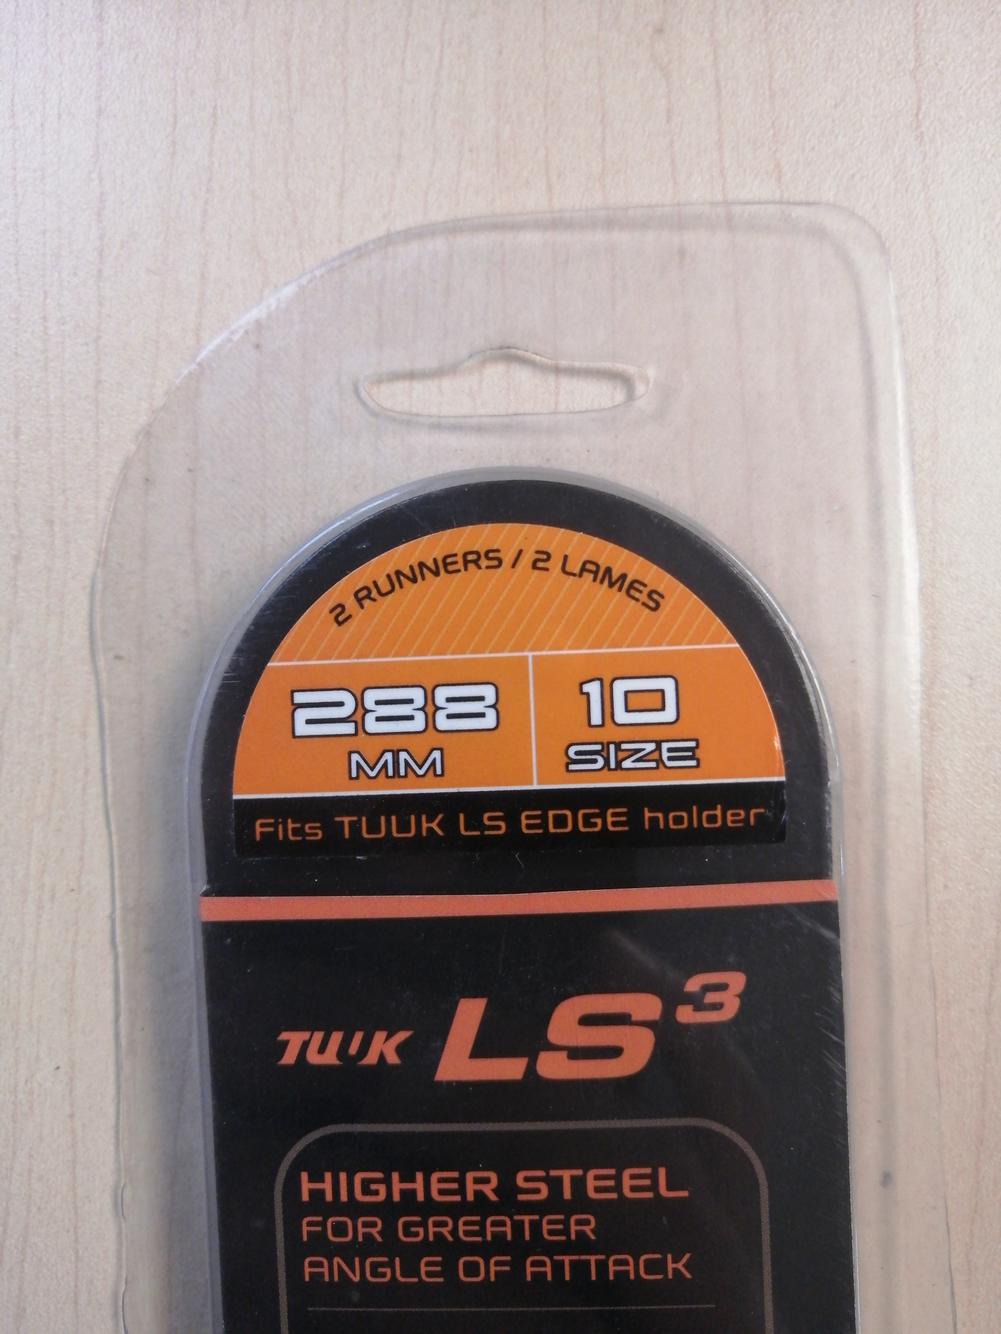 2 RUNNERS / 2 LAMES
288 10
MM SIZE
Fits TUUK LS EDGE holder
TUUK LS3
HIGHER STEEL
FOR GREATER
ANGLE OF ATTACK